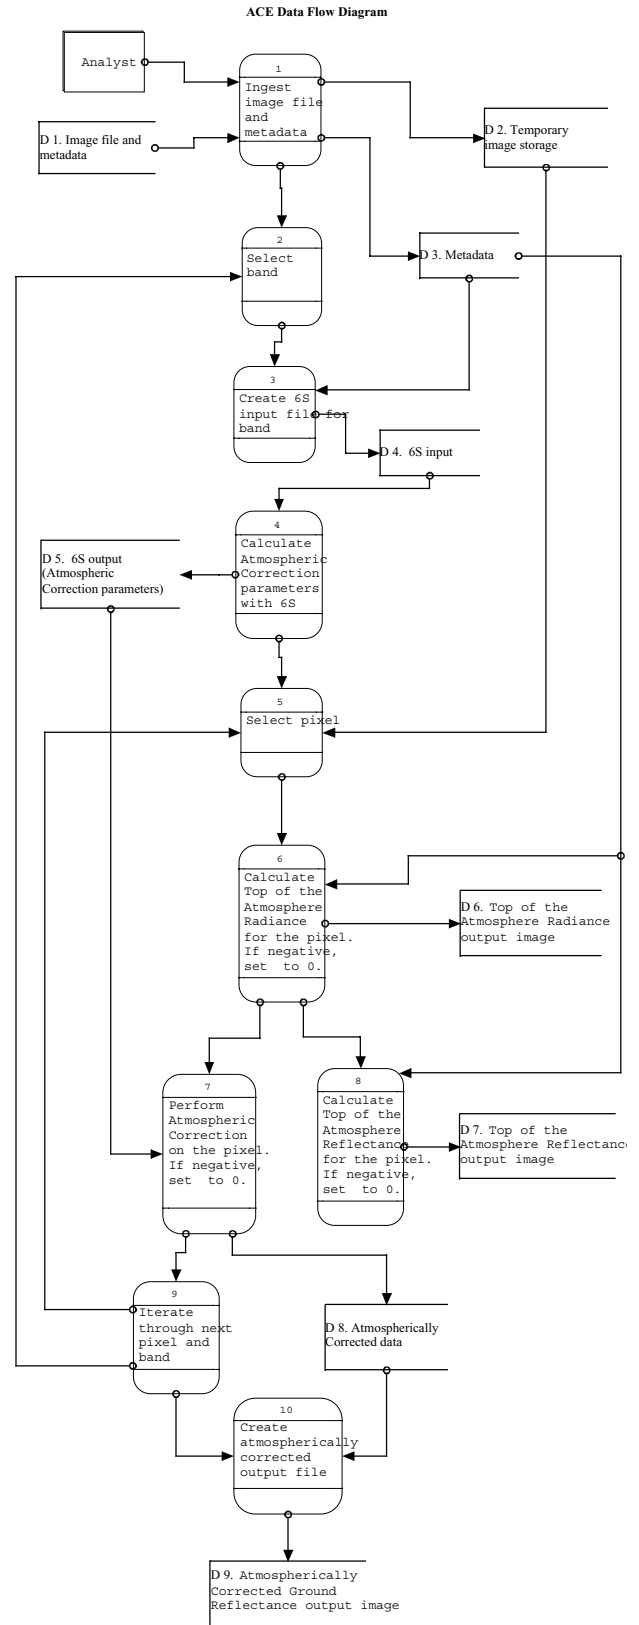 ACE Data Flow Diagram
Analyst
1
Ingest
image file
and
metadata
D 1. Image file and
metadata
D 2. Temporary
image storage
2
Select
band
D 3. Metadata
3
Create 6S
input file for
band
D 4. 6S input
4
Calculate
Atmospheric
Correction
parameters
with 6S
D 5. 6S output
(Atmospheric
Correction parameters)
5
Select pixel
6
Calculate
Top of the
Atmosphere
Radiance
for the pixel.
If negative,
set to 0.
D 6. Top of the
Atmosphere Radiance
output image
7
Perform
Atmospheric
Correction
on the pixel.
If negative,
set to 0.
8
Calculate
Top of the
Atmosphere
Reflectance
for the pixel.
If negative,
set to 0.
D 7. Top of the
Atmosphere Reflectance
output image
9
Iterate
through next
pixel and
band
D 8. Atmospherically
Corrected data
10
Create
atmospherically
corrected
output file
D 9. Atmospherically
Corrected Ground
Reflectance output image